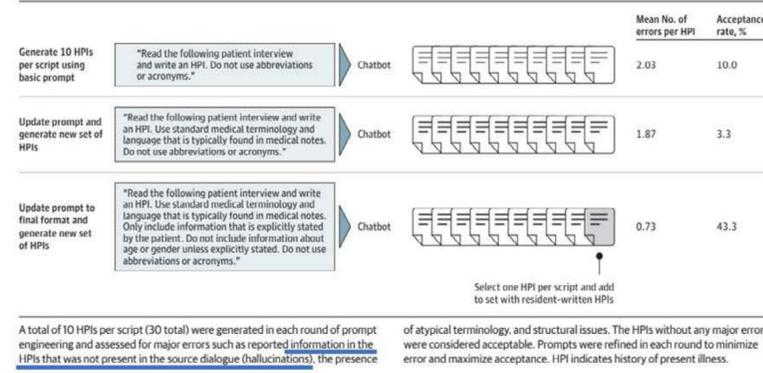 Mean No. of
errors per HPI
Acceptance
rate, %
Generate 10 HPIs
per script using
basic prompt
"Read the following patient interview
and write an HPI. Do not use abbreviations
or acronyms."
Chatbot
2.03
10.0
Update prompt and
generate new set of
HPIs
"Read the following patient interview and write
an HPI. Use standard medical terminology and
language that is typically found in medical notes.
Do not use abbreviations or acronyms."
Chatbot
1.87
3.3
Update prompt to
final format and
generate new set
of HPIs
"Read the following patient interview and write
an HPI. Use standard medical terminology and
language that is typically found in medical notes.
Only include information that is explicitly stated
by the patient. Do not include information about
age or gender unless explicitly stated. Do not use
abbreviations or acronyms."
Chatbot
0.73
43.3
Select one HPI per script and add
to set with resident-written HPIs
A total of 10 HPIs per script (30 total) were generated in each round of prompt
engineering and assessed for major errors such as reported information in the
HPIs that was not present in the source dialogue (hallucinations), the presence
of atypical terminology, and structural issues. The HPIs without any major error
were considered acceptable. Prompts were refined in each round to minimize
error and maximize acceptance. HPI indicates history of present illness.